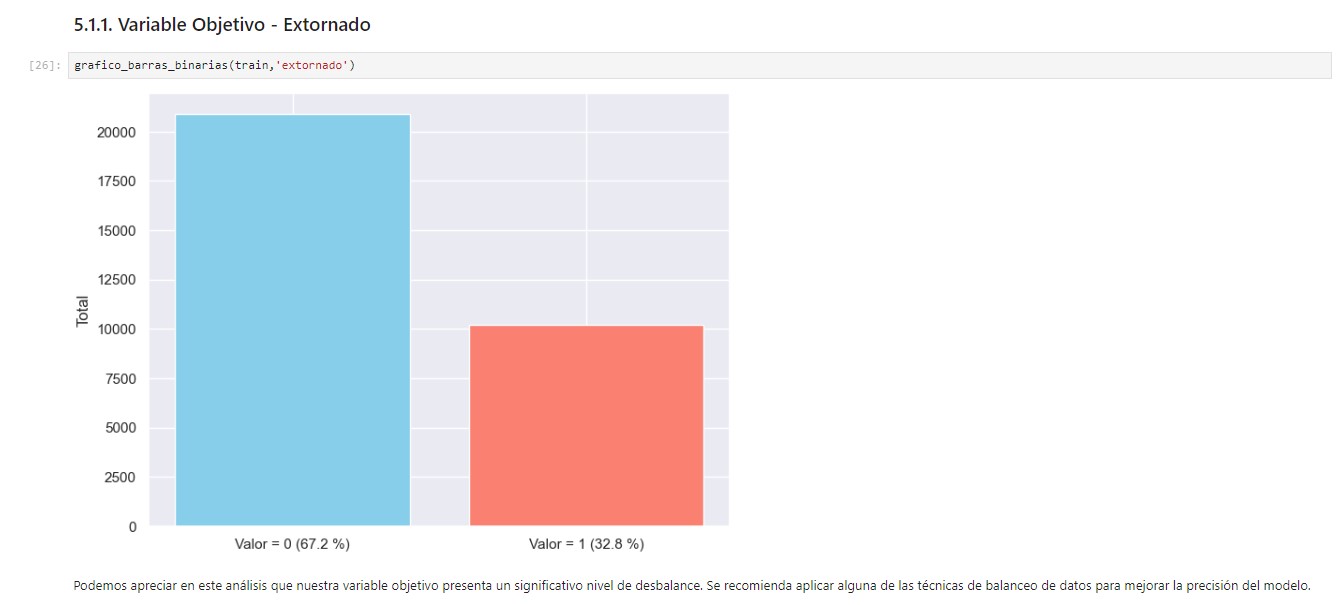 5.1.1. Variable Objetivo - Extornado
[26]: grafico_barras_binarias(train,'extornado')
20000
17500
15000
12500
10000
7500
5000
2500
0
Total
Valor = 0 (67.2 %) Valor = 1 (32.8 %)
Podemos apreciar en este análisis que nuestra variable objetivo presenta un significativo nivel de desbalance. Se recomienda aplicar alguna de las técnicas de balanceo de datos para mejorar la precisión del modelo.